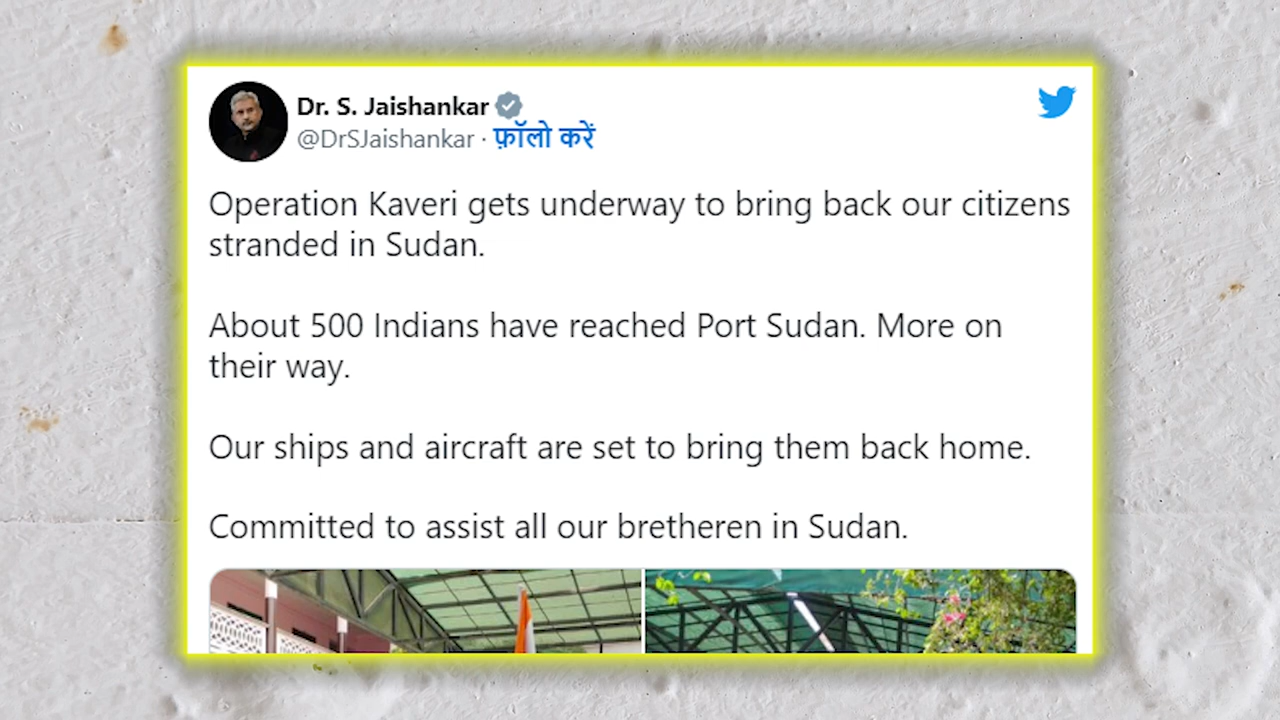 Dr. S. Jaishankar
@DrSJaishankar · फ़ॉलो करें
Operation Kaveri gets underway to bring back our citizens
stranded in Sudan.
About 500 Indians have reached Port Sudan. More on
their way.
Our ships and aircraft are set to bring them back home.
Committed to assist all our bretheren in Sudan.